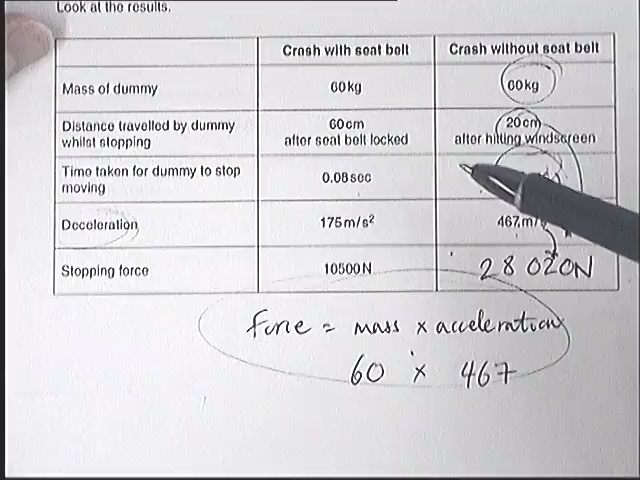 Look at the results.
Crash with seat belt
Crash without seat belt
Mass of dummy
60kg
60kg
Distance travelled by dummy
whilst stopping
60cm
after seat belt locked
20cm
after hitting windscreen
Time taken for dummy to stop
moving
0.08sec
Deceleration
175m/s²
467m/
Stopping force
10500N
28 020N
Force = mass x acceleration
60 x 467